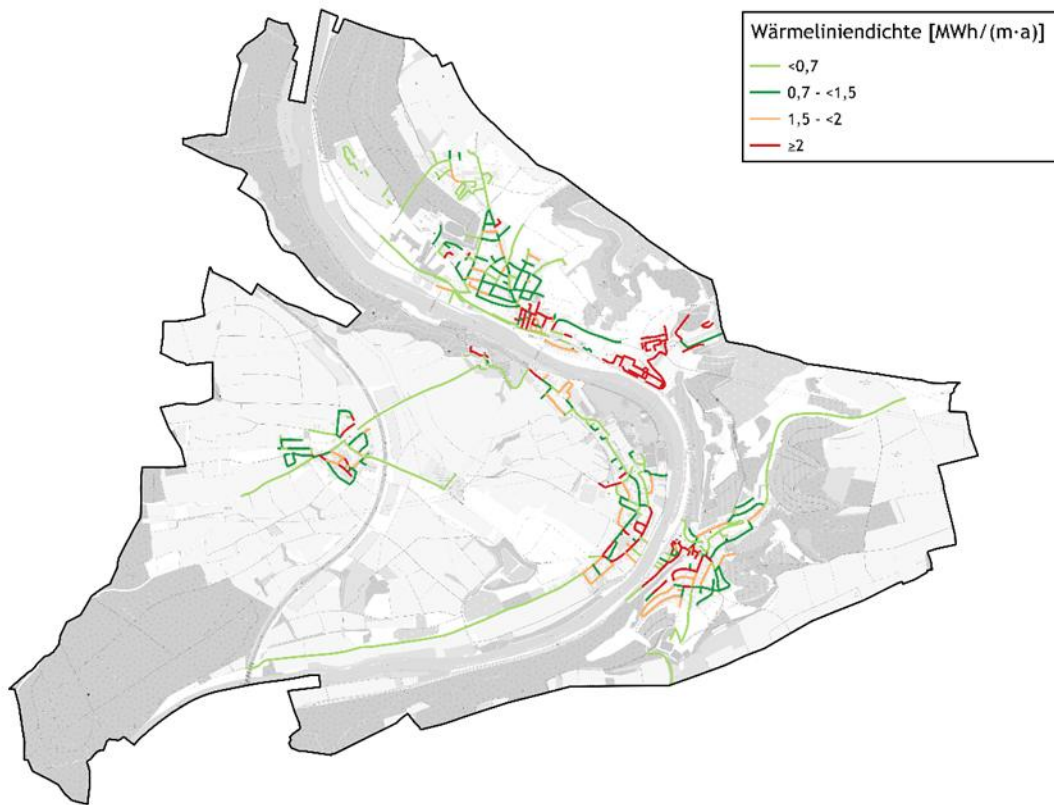 Wärmeliniendichte [MWh/(m·a)]
<0,7
0,7 - <1,5
1,5 - <2
≥2